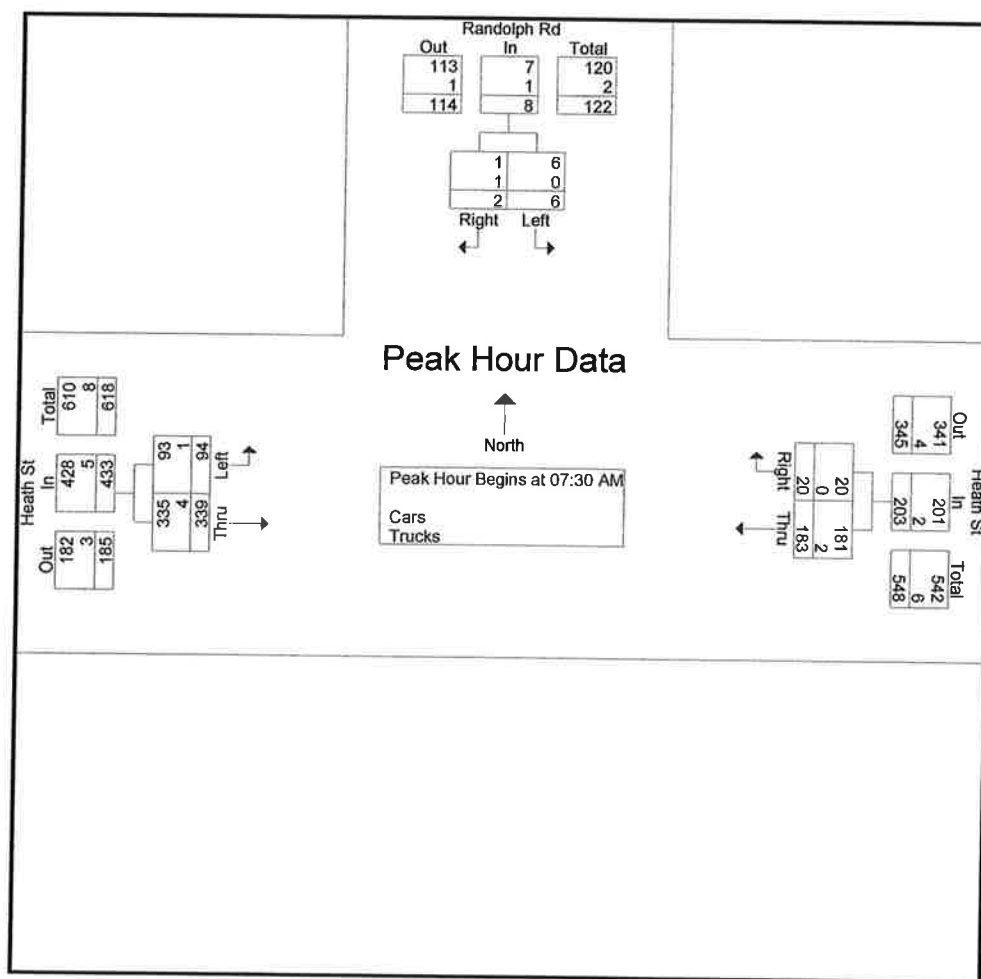 Randolph Rd
Out In Total
113 7 120
1 1 2
114 8 122
1 6
1 0
2 6
Right Left
Peak Hour Data
North
Peak Hour Begins at 07:30 AM
Cars
Trucks
Heath St
Out In Total
182 428 610
3 5 8
185 433 618
93 335
1 4
94 339
Left Thru
Heath St
Out In Total
341 201 542
4 2 6
345 203 548
20 181
0 2
20 183
Right Thru